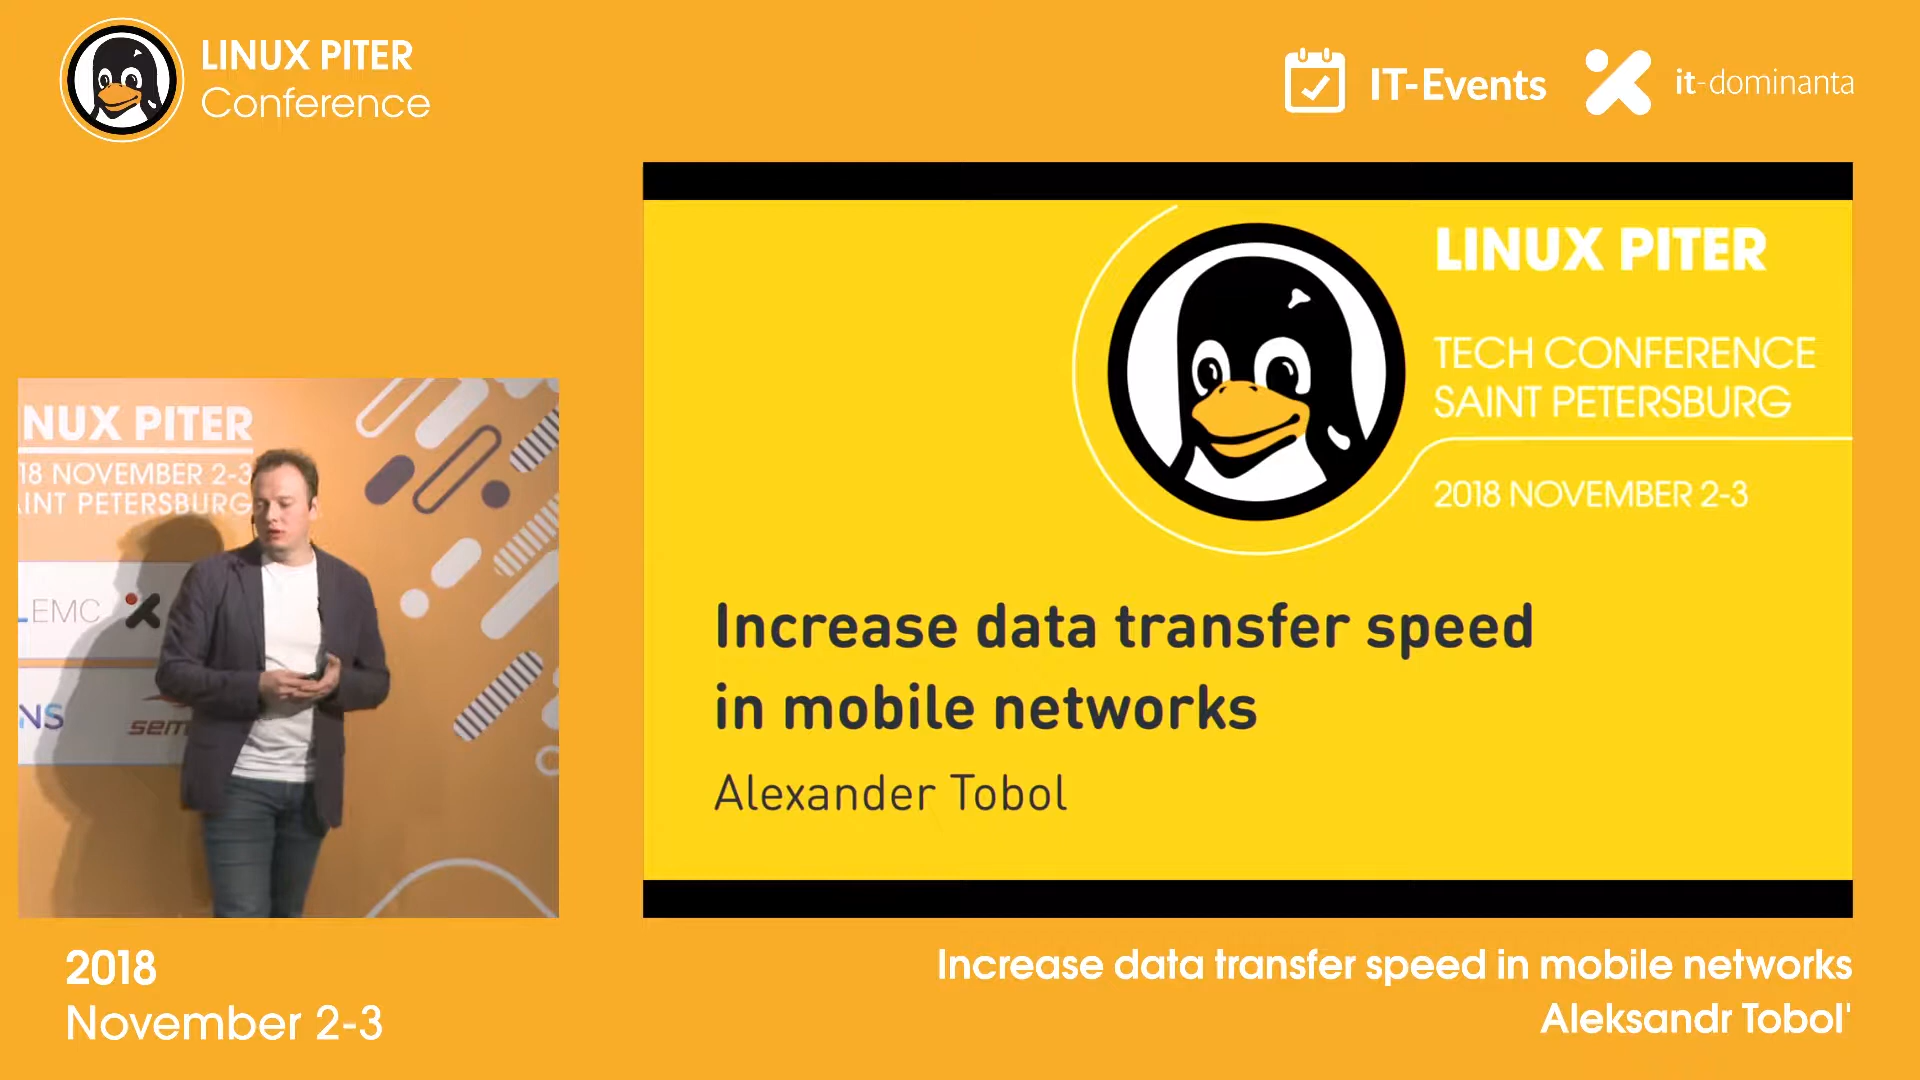 LINUX PITER
Conference
IT-Events
it-dominanta
LINUX PITER
TECH CONFERENCE
SAINT PETERSBURG
2018 NOVEMBER 2-3
Increase data transfer speed
in mobile networks
Alexander Tobol
NUX PITER
18 NOVEMBER 2-3
INT PETERSBURG
EMC
NS
sem
2018
November 2-3
Increase data transfer speed in mobile networks
Aleksandr Tobol'